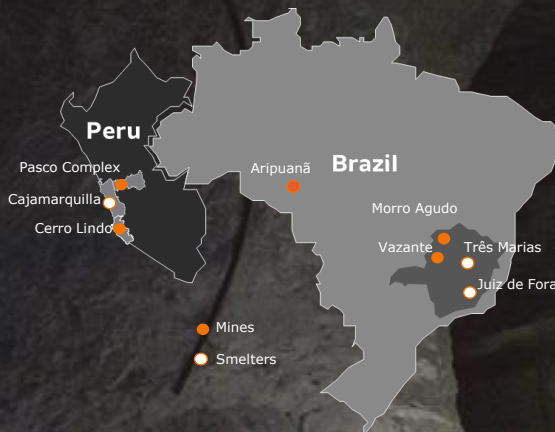 Peru
Pasco Complex
Cajamarquilla
Cerro Lindo
Aripuanã
Brazil
Morro Agudo
Vazante
Três Marias
Juiz de Fora
Mines
Smelters